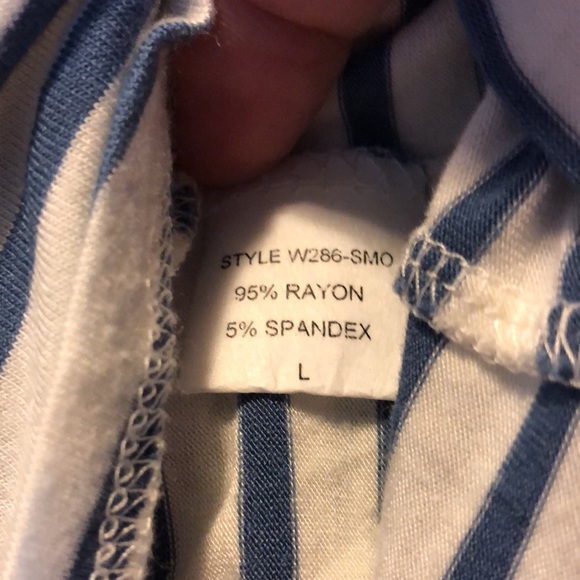 STYLE W286-SMO
95% RAYON
5% SPANDEX
L